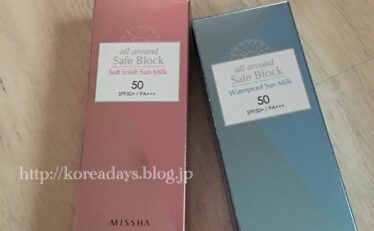 all around
Safe Block
Soft finish Sun Milk
50
SPF50+ / PA+++
MISSHA
all around
Safe Block
Waterproof Sun Milk
50
SPF50+ / PA+++
http://koreadays.blog.jp